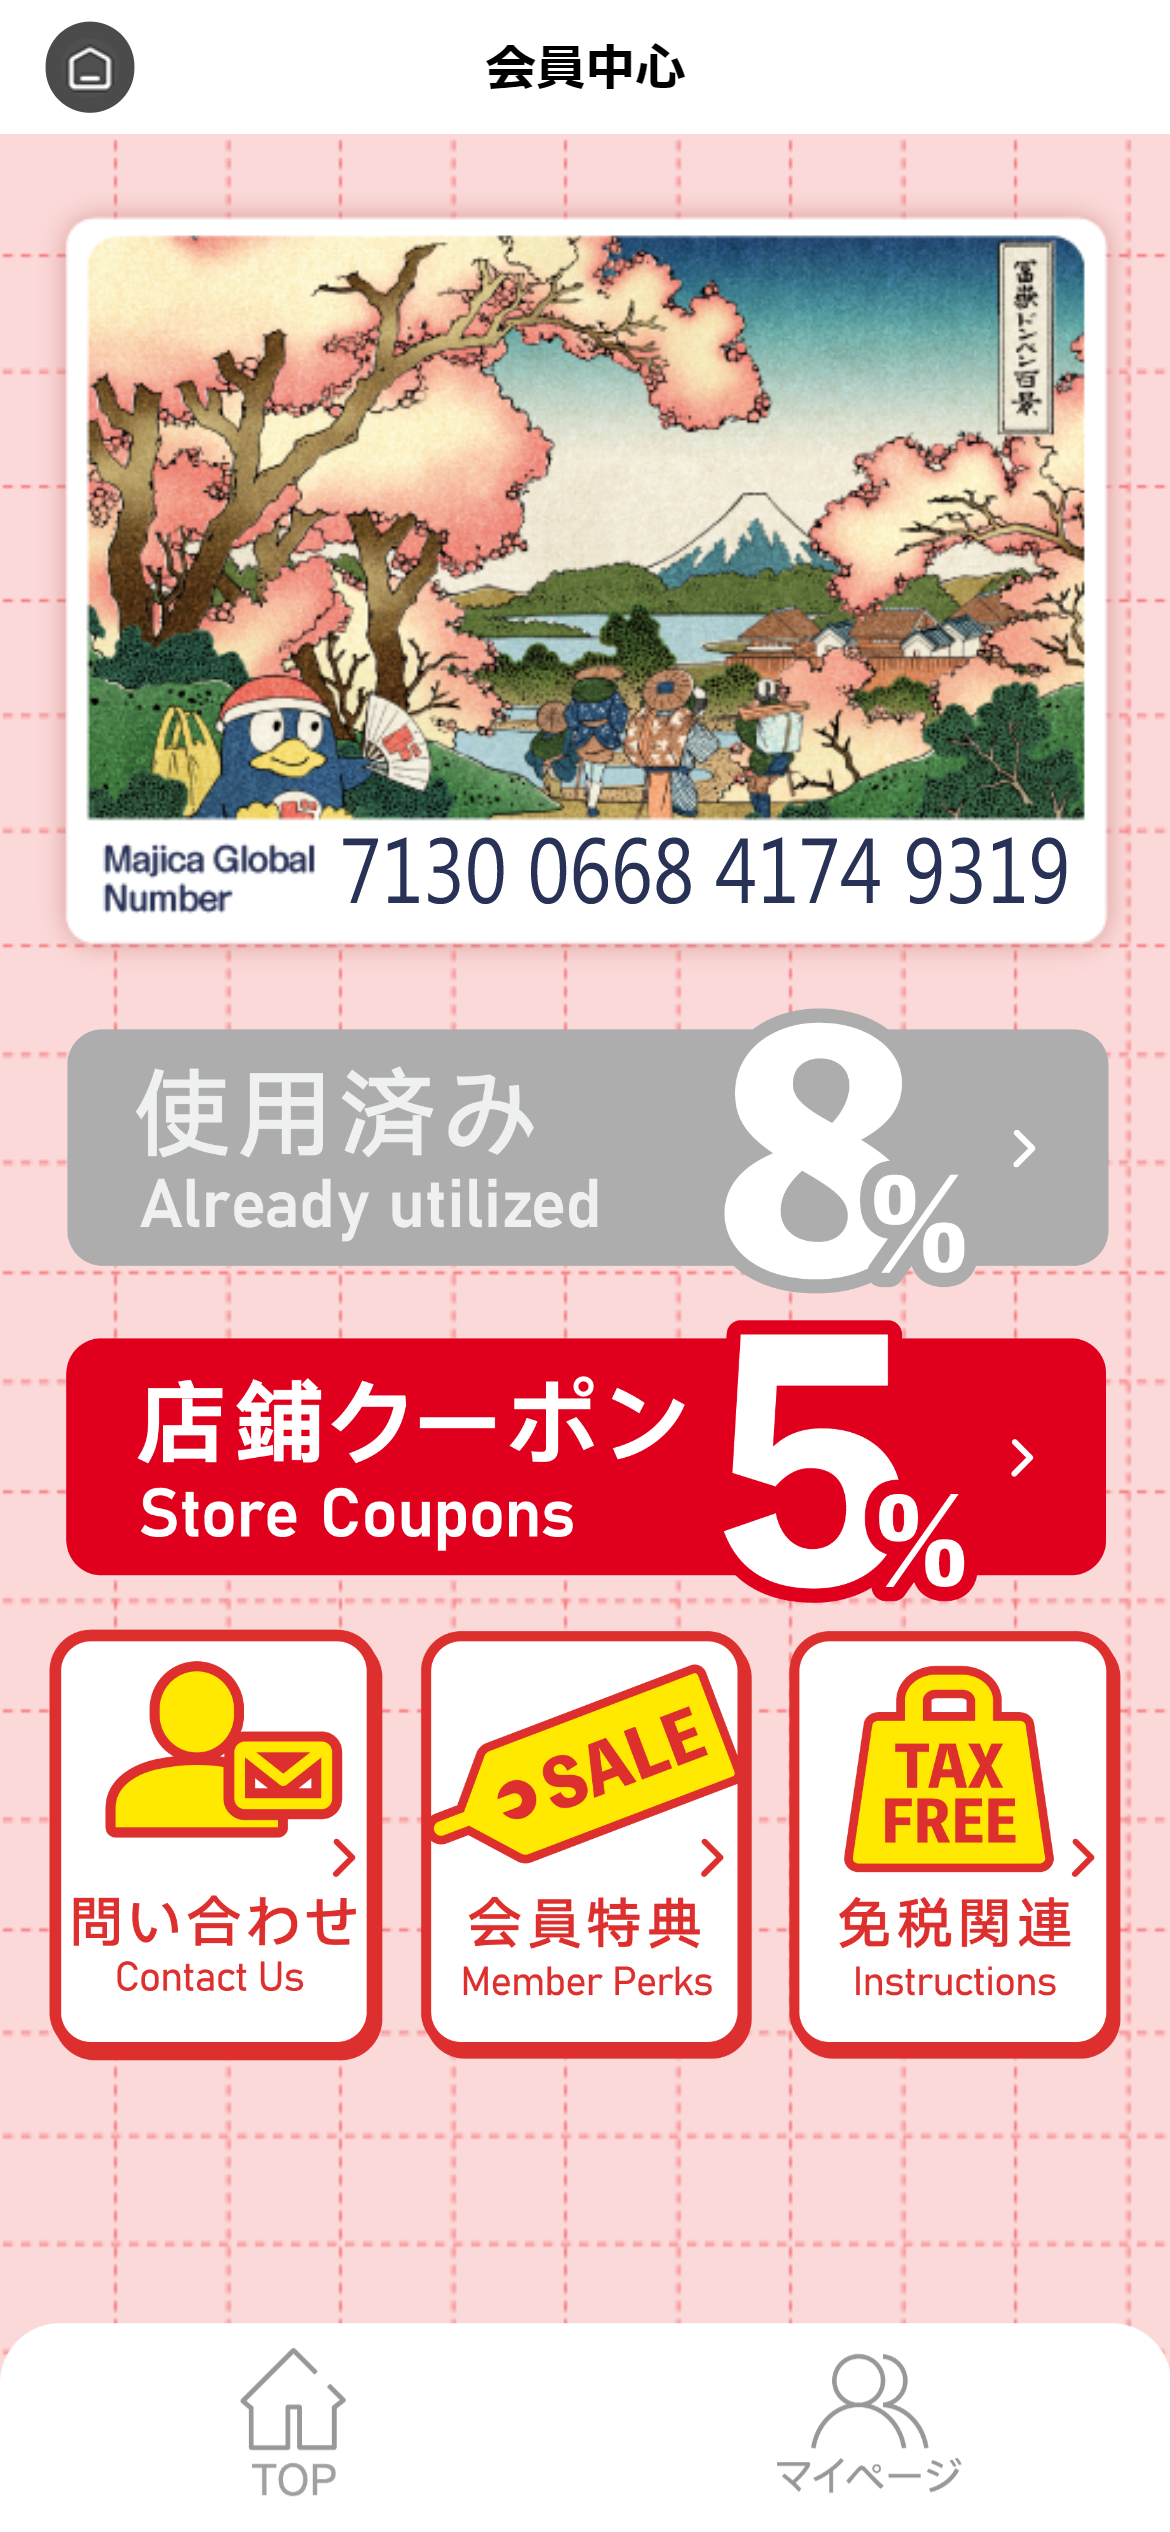 会員中心
富嶽ドンペン百景
Majica Global
Number
7130 0668 4174 9319
使用済み
Already utilized
8%
店鋪クーポン
Store Coupons
5%
SALE
TAX
FREE
問い合わせ
Contact Us
会員特典
Member Perks
免税関連
Instructions
TOP
マイページ